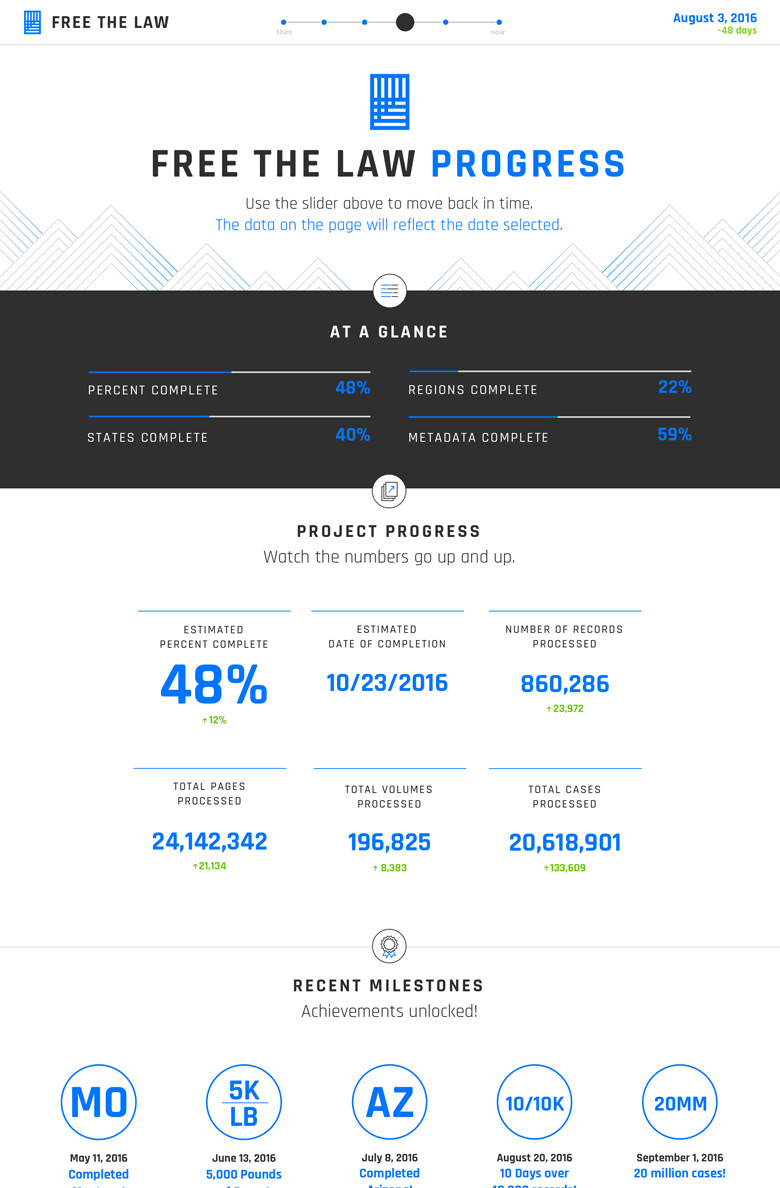 FREE THE LAW
then
now
August 3, 2016
-48 days
FREE THE LAW PROGRESS
Use the slider above to move back in time.
The data on the page will reflect the date selected.
AT A GLANCE
PERCENT COMPLETE 48%
REGIONS COMPLETE 22%
STATES COMPLETE 40%
METADATA COMPLETE 59%
PROJECT PROGRESS
Watch the numbers go up and up.
ESTIMATED
PERCENT COMPLETE
48%
↑ 12%
ESTIMATED
DATE OF COMPLETION
10/23/2016
NUMBER OF RECORDS
PROCESSED
860,286
↑ 23,972
TOTAL PAGES
PROCESSED
24,142,342
↑ 21,134
TOTAL VOLUMES
PROCESSED
196,825
↑ 8,383
TOTAL CASES
PROCESSED
20,618,901
↑ 133,609
RECENT MILESTONES
Achievements unlocked!
MO
May 11, 2016
Completed
5K
LB
June 13, 2016
5,000 Pounds
AZ
July 8, 2016
Completed
10/10K
August 20, 2016
10 Days over
20MM
September 1, 2016
20 million cases!